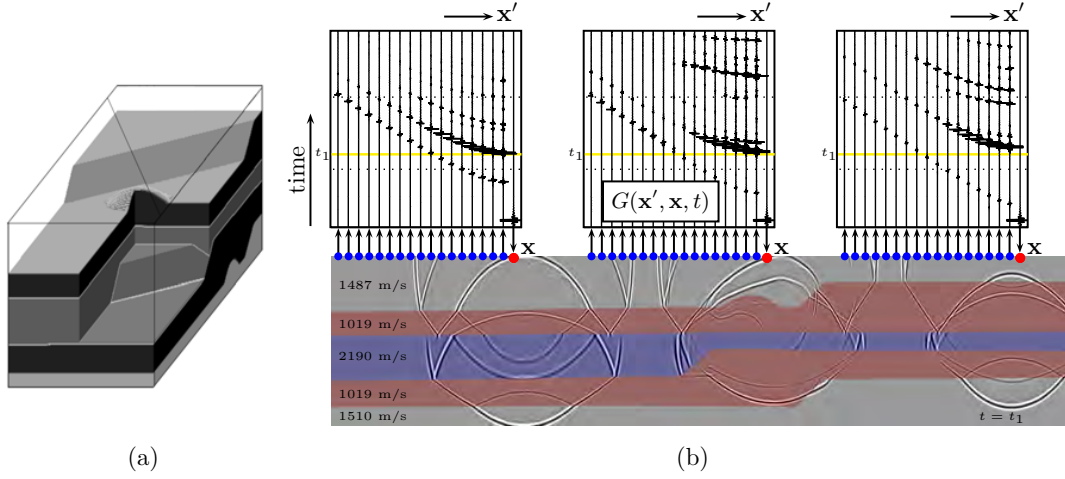 x′
x′
x′
time
t₁
t₁
t₁
G(x′, x, t)
x
x
x
1487 m/s
1019 m/s
2190 m/s
1019 m/s
1510 m/s
t = t₁
(a)
(b)